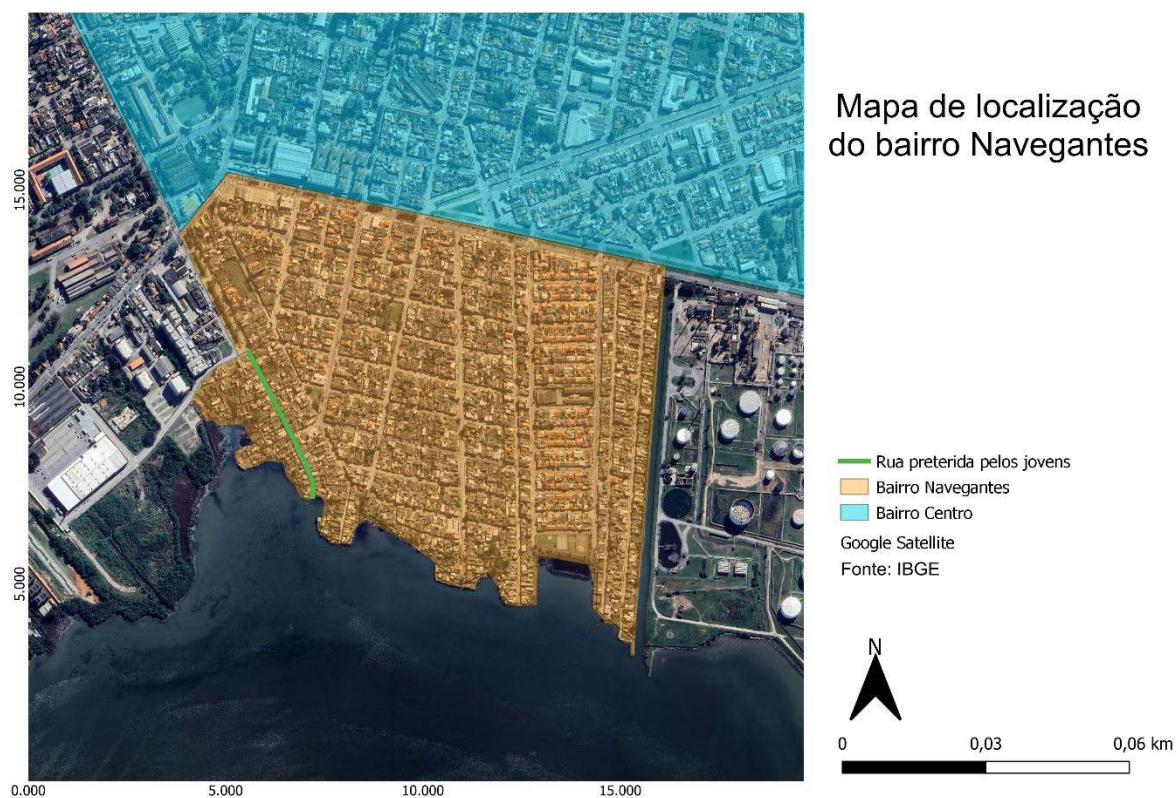 Mapa de localização
do bairro Navegantes
15.000
10.000
5.000
0.000
5.000
10.000
15.000
Rua preterida pelos jovens
Bairro Navegantes
Bairro Centro
Google Satellite
Fonte: IBGE
N
0 0,03 0,06 km